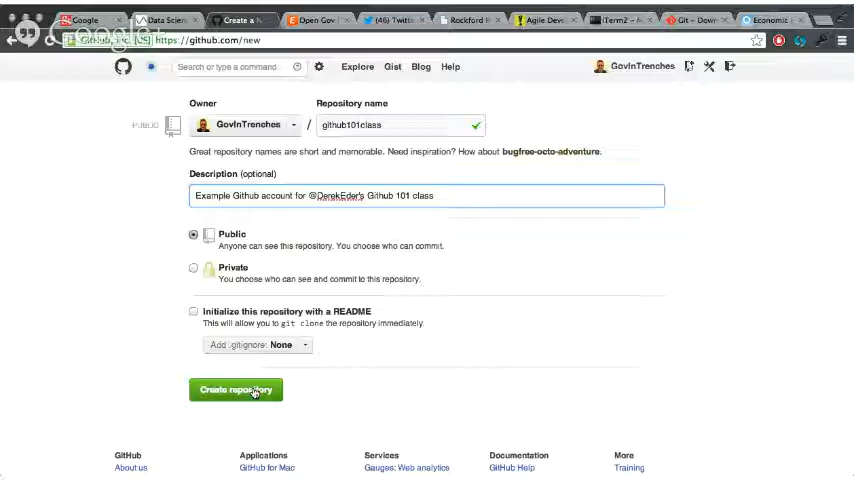 Google
Data Scien
Create a N
Open Gov
(46) Twitte
Rockford
Agile Deve
iTerm2 - M
Git - Down
Economic
Google+
GitHub, Inc. [US] https://github.com/new
Search or type a command
Explore Gist Blog Help
GovInTrenches
Owner Repository name
PUBLIC GovInTrenches / github101class
Great repository names are short and memorable. Need inspiration? How about bugfree-octo-adventure.
Description (optional)
Example Github account for @DerekEder's Github 101 class
Public
Anyone can see this repository. You choose who can commit.
Private
You choose who can see and commit to this repository.
Initialize this repository with a README
This will allow you to git clone the repository immediately.
Add .gitignore: None
Create repository
GitHub Applications Services Documentation More
About us GitHub for Mac Gauges: Web analytics GitHub Help Training